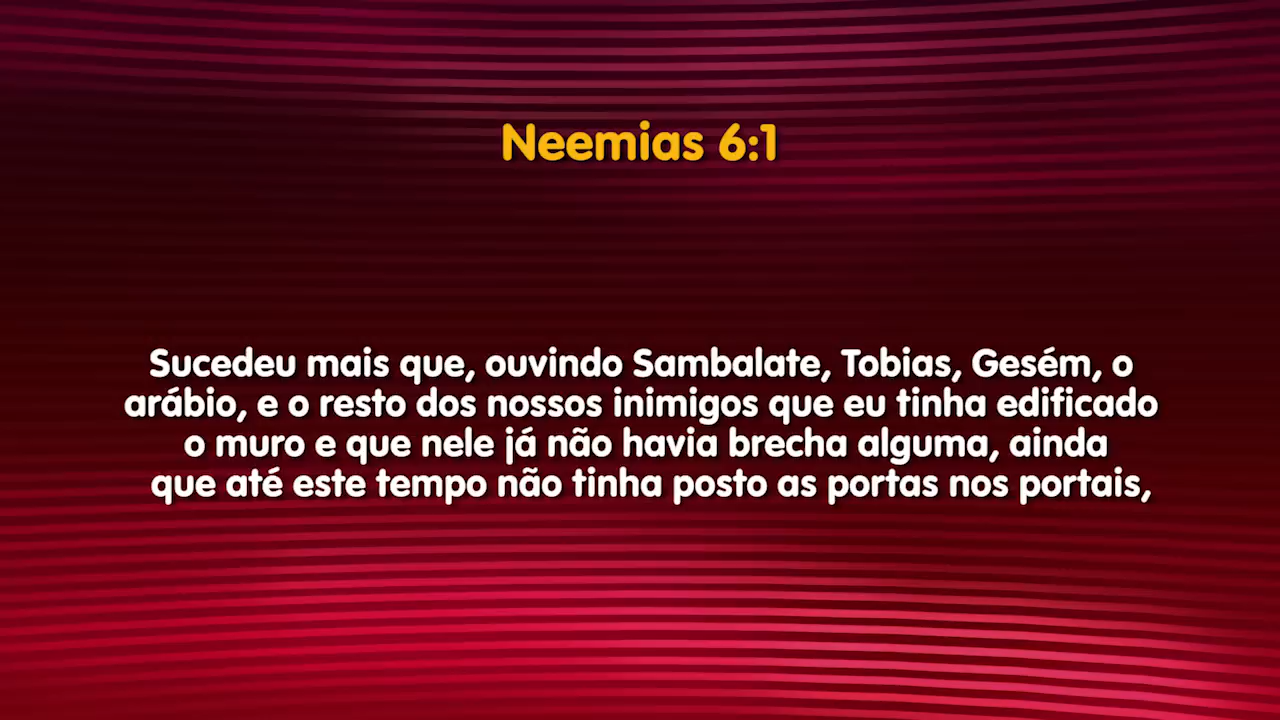 Neemias 6:1
Sucedeu mais que, ouvindo Sambalate, Tobias, Gesém, o
arábio, e o resto dos nossos inimigos que eu tinha edificado
o muro e que nele já não havia brecha alguma, ainda
que até este tempo não tinha posto as portas nos portais,